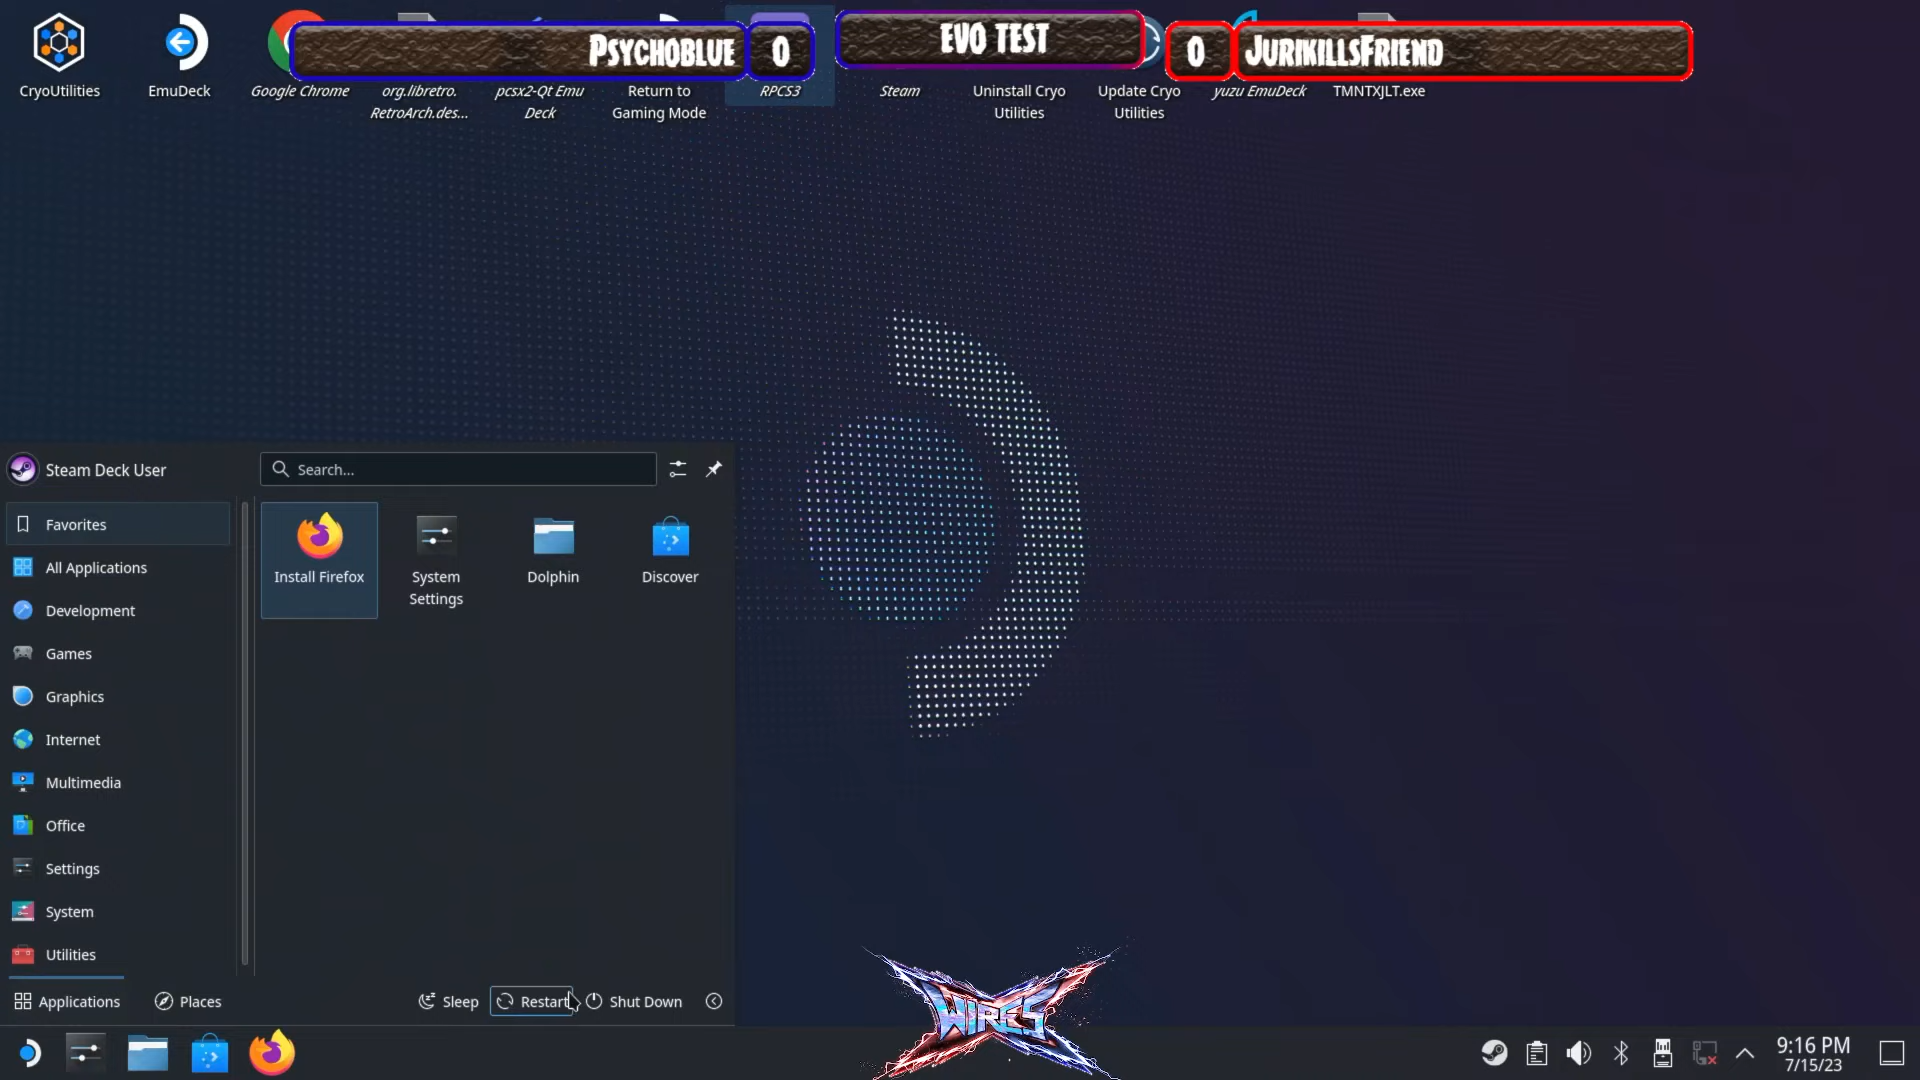 PSYCHOBLUE 0
EVO TEST
0 JURIKILLSFRIEND
CryoUtilities
EmuDeck
Google Chrome
org.libretro.
RetroArch.des...
pcsx2-Qt Emu
Deck
Return to
Gaming Mode
RPCS3
Steam
Uninstall Cryo
Utilities
Update Cryo
Utilities
yuzu EmuDeck
TMNTXJLT.exe
Steam Deck User
Search...
Favorites
All Applications
Development
Games
Graphics
Internet
Multimedia
Office
Settings
System
Utilities
Install Firefox
System
Settings
Dolphin
Discover
Applications
Places
Sleep
Restart
Shut Down
WIRES
9:16 PM
7/15/23